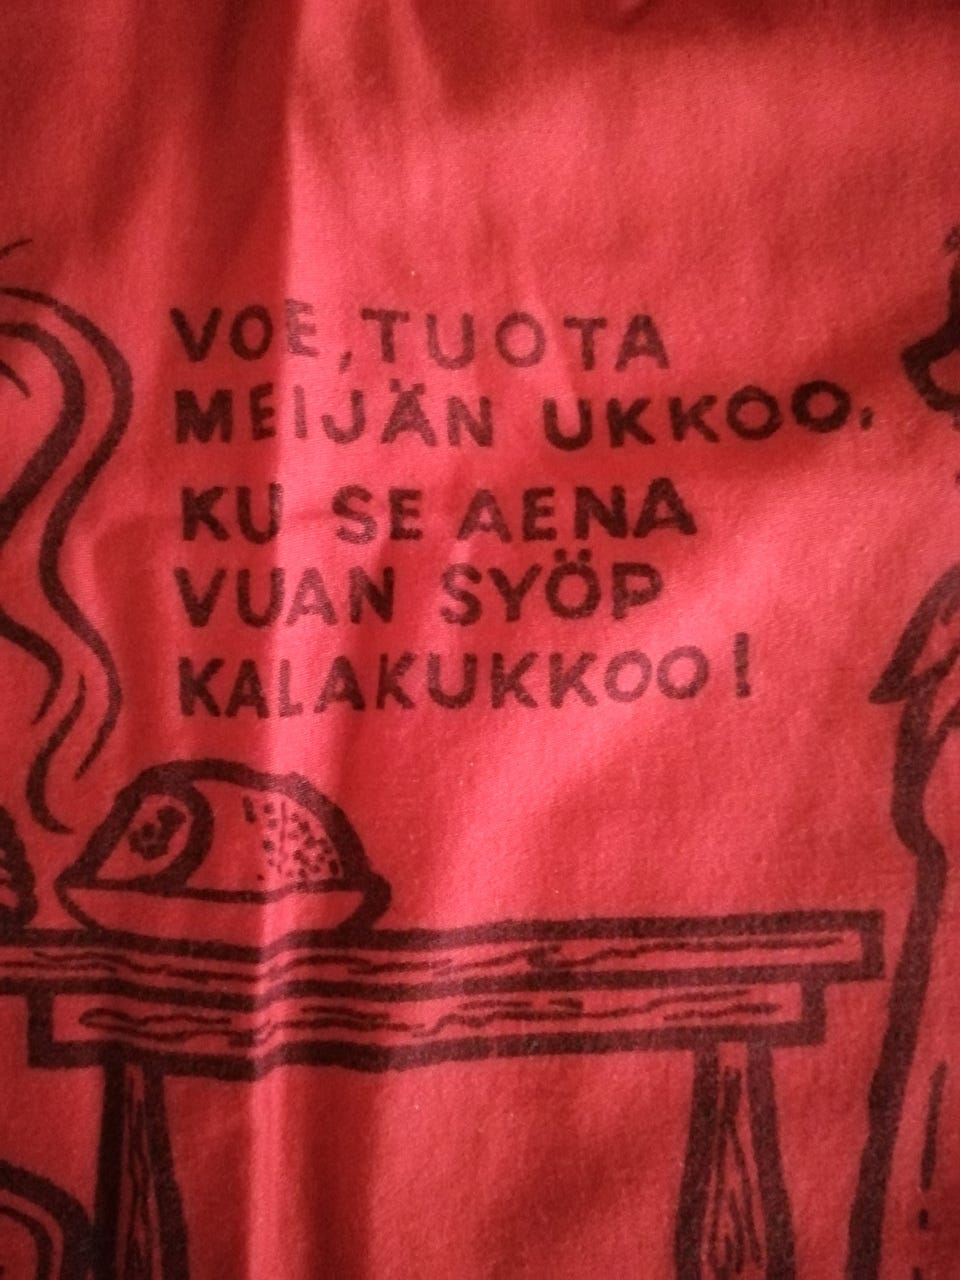 VOE, TUOTA
MEIJÄN UKKOO,
KU SE AENA
VUAN SYÖP
KALAKUKKOO!